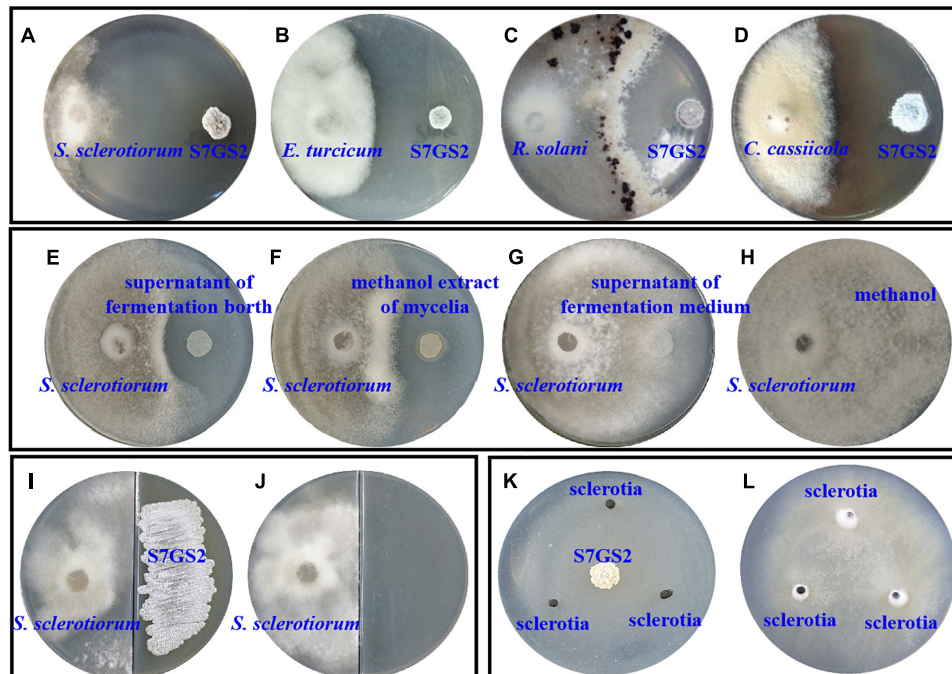 A
B
C
D
S. sclerotiorum S7GS2
E. turcicum
S7GS2
R. solani
S7GS2
C. cassiicola
S7GS2
E
F
G
H
supernatant of
fermentation borth
methanol extract
of mycelia
supernatant of
fermentation medium
methanol
S. sclerotiorum
S. sclerotiorum
S. sclerotiorum
S. sclerotiorum
I
J
S7GS2
S. sclerotiorum
S. sclerotiorum
K
L
sclerotia
S7GS2
sclerotia
sclerotia
sclerotia
sclerotia
sclerotia